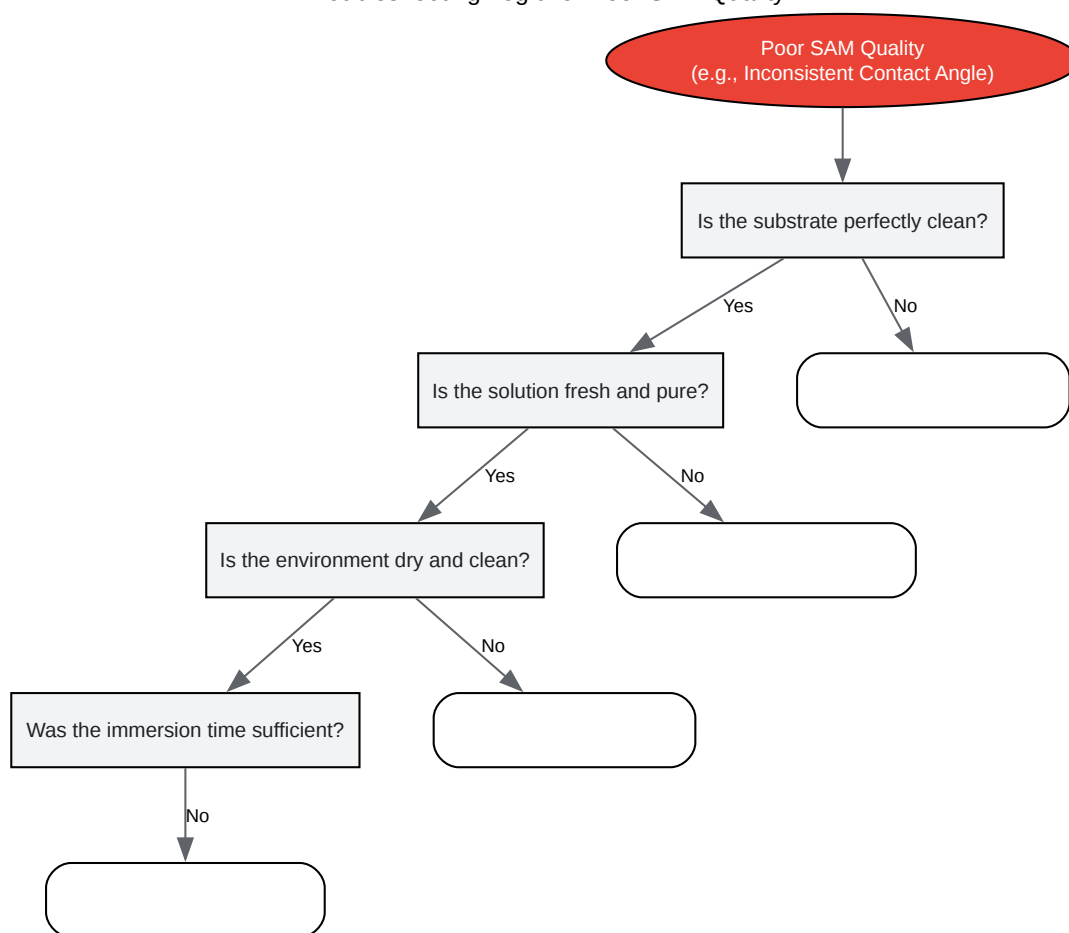 Poor SAM Quality
(e.g., Inconsistent Contact Angle)
Is the substrate perfectly clean?
Yes
No
Is the solution fresh and pure?
Yes
No
Is the environment dry and clean?
Yes
No
Was the immersion time sufficient?
No